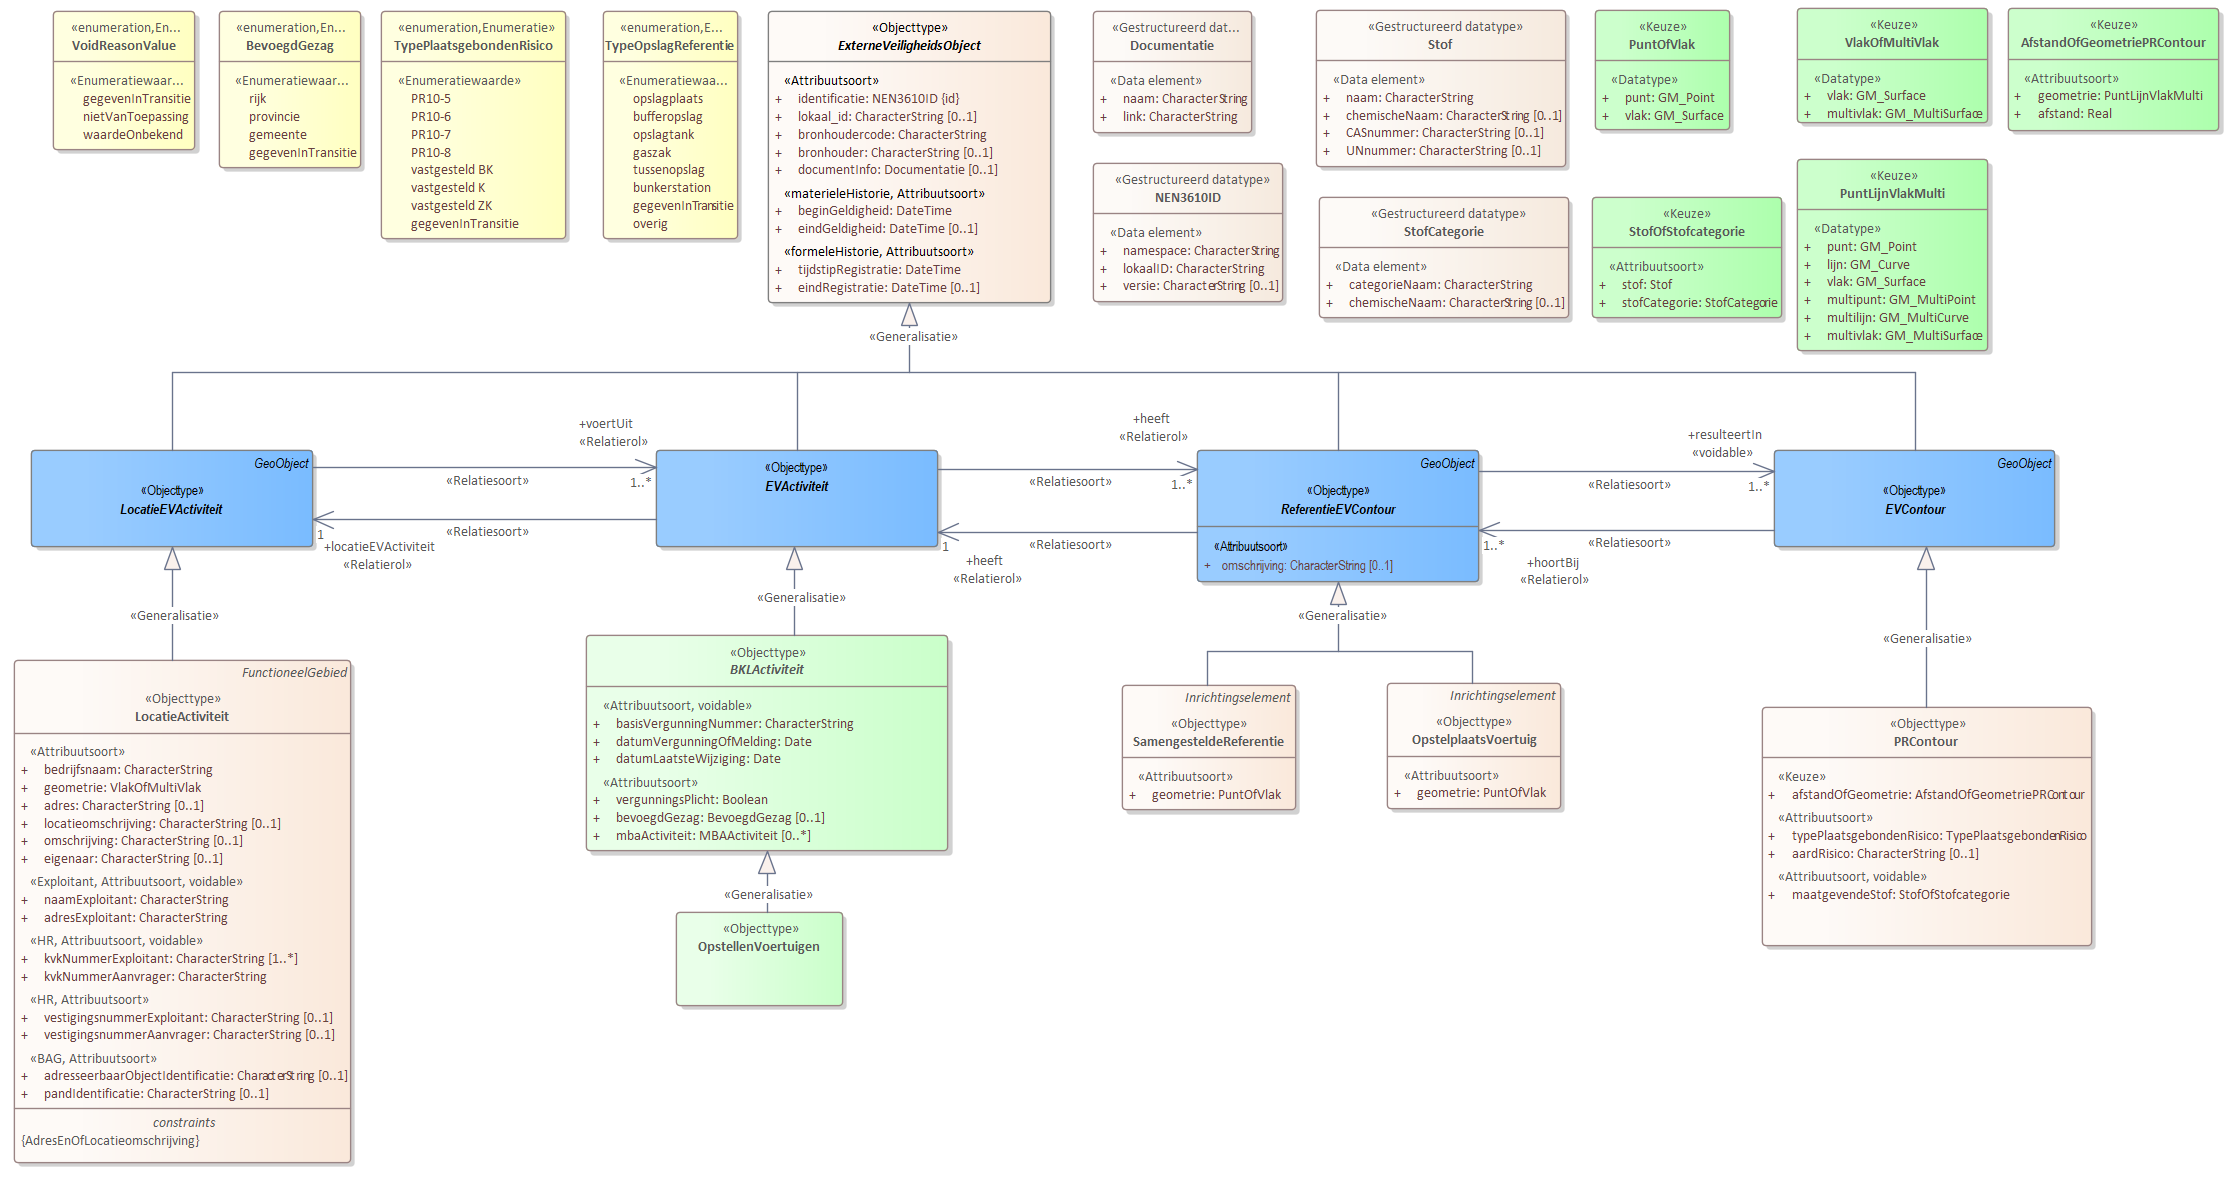 «enumeration,En...
VoidReasonValue
«Enumeratiewaar...
gegevenInTransitie
nietVanToepassing
waardeOnbekend
«enumeration,En...
BevoegdGezag
«Enumeratiewaar...
rijk
provincie
gemeente
gegevenInTransitie
«enumeration,Enumeratie»
TypePlaatsgebondenRisico
«Enumeratiewaarde»
PR10-5
PR10-6
PR10-7
PR10-8
vastgesteld BK
vastgesteld K
vastgesteld ZK
gegevenInTransitie
«enumeration,E...
TypeOpslagReferentie
«Enumeratiewaa...
opslagplaats
bufferopslag
opslagtank
gaszak
tussenopslag
bunkerstation
gegevenInTransitie
overig
«Objecttype»
ExterneVeiligheidsObject
«Attribuutsoort»
+ identificatie: NEN3610ID {id}
+ lokaal_id: CharacterString [0..1]
+ bronhoudercode: CharacterString
+ bronhouder: CharacterString [0..1]
+ documentInfo: Documentatie [0..1]
«materieleHistorie, Attribuutsoort»
+ beginGeldigheid: DateTime
+ eindGeldigheid: DateTime [0..1]
«formeleHistorie, Attribuutsoort»
+ tijdstipRegistratie: DateTime
+ eindRegistratie: DateTime [0..1]
«Gestructureerd dat...
Documentatie
«Data element»
+ naam: CharacterString
+ link: CharacterString
«Gestructureerd datatype»
NEN3610ID
«Data element»
+ namespace: CharacterString
+ lokaalID: CharacterString
+ versie: CharacterString [0..1]
«Gestructureerd datatype»
Stof
«Data element»
+ naam: CharacterString
+ chemischeNaam: CharacterString [0..1]
+ CASnummer: CharacterString [0..1]
+ UNnummer: CharacterString [0..1]
«Gestructureerd datatype»
StofCategorie
«Data element»
+ categorieNaam: CharacterString
+ chemischeNaam: CharacterString [0..1]
«Keuze»
PuntOfVlak
«Datatype»
+ punt: GM_Point
+ vlak: GM_Surface
«Keuze»
StofOfStofcategorie
«Attribuutsoort»
+ stof: Stof
+ stofCategorie: StofCategorie
«Keuze»
VlakOfMultiVlak
«Datatype»
+ vlak: GM_Surface
+ multivlak: GM_MultiSurface
«Keuze»
PuntLijnVlakMulti
«Datatype»
+ punt: GM_Point
+ lijn: GM_Curve
+ vlak: GM_Surface
+ multipunt: GM_MultiPoint
+ multilijn: GM_MultiCurve
+ multivlak: GM_MultiSurface
«Keuze»
AfstandOfGeometriePRContour
«Attribuutsoort»
+ geometrie: PuntLijnVlakMulti
+ afstand: Real
«Generalisatie»
GeoObject
«Objecttype»
LocatieEVActiviteit
+voertUit
«Relatierol»
«Relatiesoort»
1..*
«Relatiesoort»
1
+locatieEVActiviteit
«Relatierol»
«Objecttype»
EVActiviteit
+heeft
«Relatierol»
«Relatiesoort»
1..*
«Relatiesoort»
1
+heeft
«Relatierol»
GeoObject
«Objecttype»
ReferentieEVContour
«Attribuutsoort»
+ omschrijving: CharacterString [0..1]
+resulteertIn
«voidable»
«Relatiesoort»
1..*
«Relatiesoort»
1..*
+hoortBij
«Relatierol»
GeoObject
«Objecttype»
EVContour
«Generalisatie»
«Generalisatie»
«Generalisatie»
«Generalisatie»
FunctioneelGebied
«Objecttype»
LocatieActiviteit
«Attribuutsoort»
+ bedrijfsnaam: CharacterString
+ geometrie: VlakOfMultiVlak
+ adres: CharacterString [0..1]
+ locatieomschrijving: CharacterString [0..1]
+ omschrijving: CharacterString [0..1]
+ eigenaar: CharacterString [0..1]
«Exploitant, Attribuutsoort, voidable»
+ naamExploitant: CharacterString
+ adresExploitant: CharacterString
«HR, Attribuutsoort, voidable»
+ kvkNummerExploitant: CharacterString [1..*]
+ kvkNummerAanvrager: CharacterString
«HR, Attribuutsoort»
+ vestigingsnummerExploitant: CharacterString [0..1]
+ vestigingsnummerAanvrager: CharacterString [0..1]
«BAG, Attribuutsoort»
+ adresseerbaarObjectIdentificatie: CharacterString [0..1]
+ pandIdentificatie: CharacterString [0..1]
constraints
{AdresEnOfLocatieomschrijving}
«Objecttype»
BKLActiviteit
«Attribuutsoort, voidable»
+ basisVergunningNummer: CharacterString
+ datumVergunningOfMelding: Date
+ datumLaatsteWijziging: Date
«Attribuutsoort»
+ vergunningsPlicht: Boolean
+ bevoegdGezag: BevoegdGezag [0..1]
+ mbaActiviteit: MBAActiviteit [0..*]
«Generalisatie»
«Objecttype»
OpstellenVoertuigen
Inrichtingselement
«Objecttype»
SamengesteldeReferentie
«Attribuutsoort»
+ geometrie: PuntOfVlak
Inrichtingselement
«Objecttype»
OpstelplaatsVoertuig
«Attribuutsoort»
+ geometrie: PuntOfVlak
«Objecttype»
PRContour
«Keuze»
+ afstandOfGeometrie: AfstandOfGeometriePRContour
«Attribuutsoort»
+ typePlaatsgebondenRisico: TypePlaatsgebondenRisico
+ aardRisico: CharacterString [0..1]
«Attribuutsoort, voidable»
+ maatgevendeStof: StofOfStofcategorie